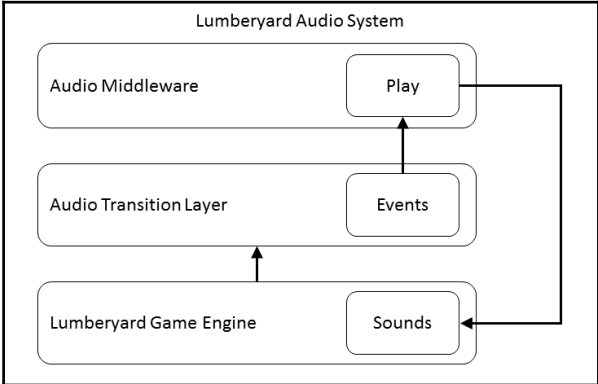 Lumberyard Audio System
Audio Middleware
Play
Audio Transition Layer
Events
Lumberyard Game Engine
Sounds